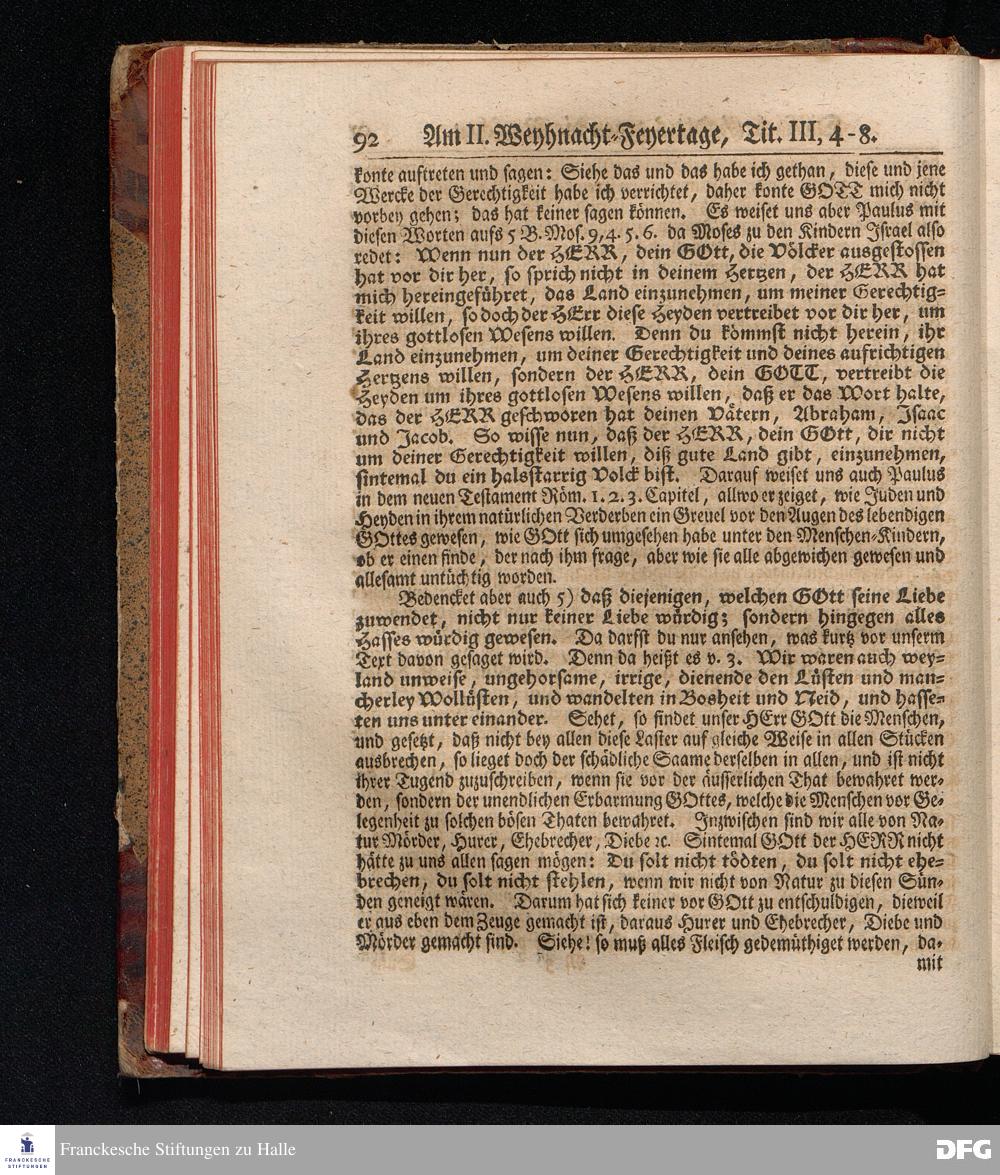 92 Am II. Weyhnacht-Feyertage, Tit. III, 4-8.
konte auftreten und sagen: Siehe das und das habe ich gethan, diese und jene
Wercke der Gerechtigkeit habe ich verrichtet, daher konte GOTT mich nicht
vorbey gehen; das hat keiner sagen können. Es weiset uns aber Paulus mit
diesen Worten aufs 5 B. Mos. 9, 4. 5. 6. da Moses zu den Kindern Israel also
redet: Wenn nun der HERR, dein GOtt, die Völcker ausgestossen
hat vor dir her, so sprich nicht in deinem Hertzen, der HERR hat
mich hereingeführet, das Land einzunehmen, um meiner Gerechtig-
keit willen, so doch der HErr diese Heyden vertreibet vor dir her, um
ihres gottlosen Wesens willen. Denn du kömmst nicht herein, ihr
Land einzunehmen, um deiner Gerechtigkeit und deines aufrichtigen
Hertzens willen, sondern der HERR, dein GOTT, vertreibt die
Heyden um ihres gottlosen Wesens willen, daß er das Wort halte,
das der HERR geschworen hat deinen Vätern, Abraham, Isaac
und Jacob. So wisse nun, daß der HERR, dein GOtt, dir nicht
um deiner Gerechtigkeit willen, diß gute Land gibt, einzunehmen,
sintemal du ein halsstarrig Volck bist. Darauf weiset uns auch Paulus
in dem neuen Testament Röm. 1. 2. 3. Capitel, allwo er zeiget, wie Juden und
Heyden in ihrem natürlichen Verderben ein Greuel vor den Augen des lebendigen
GOttes gewesen, wie GOtt sich umgesehen habe unter den Menschen-Kindern,
ob er einen finde, der nach ihm frage, aber wie sie alle abgewichen gewesen und
allesamt untüchtig worden.
Bedencket aber auch 5) daß diejenigen, welchen GOtt seine Liebe
zuwendet, nicht nur keiner Liebe würdig; sondern hingegen alles
Hasses würdig gewesen. Da darfst du nur ansehen, was kurtz vor unserm
Text davon gesaget wird. Denn da heißt es v. 3. Wir waren auch wey-
land unweise, ungehorsame, irrige, dienende den Lüsten und man-
cherley Wollüsten, und wandelten in Bosheit und Neid, und hasse-
ten uns unter einander. Sehet, so findet unser HErr GOtt die Menschen,
und gesetzt, daß nicht bey allen diese Laster auf gleiche Weise in allen Stücken
ausbrechen, so lieget doch der schädliche Saame derselben in allen, und ist nicht
ihrer Tugend zuzuschreiben, wenn sie vor der äusserlichen That bewahret wer-
den, sondern der unendlichen Erbarmung GOttes, welche die Menschen vor Ge-
legenheit zu solchen bösen Thaten bewahret. Inzwischen sind wir alle von Na-
tur Mörder, Hurer, Ehebrecher, Diebe ꝛc. Sintemal GOtt der HERR nicht
hätte zu uns allen sagen mögen: Du solt nicht tödten, du solt nicht ehe-
brechen, du solt nicht stehlen, wenn wir nicht von Natur zu diesen Sün-
den geneigt wären. Darum hat sich keiner vor GOtt zu entschuldigen, dieweil
er aus eben dem Zeuge gemacht ist, daraus Hurer und Ehebrecher, Diebe und
Mörder gemacht sind. Siehe! so muß alles Fleisch gedemüthiget werden, da-
mit
FRANCKESCHE
STIFTUNGEN
Franckesche Stiftungen zu Halle
DFG